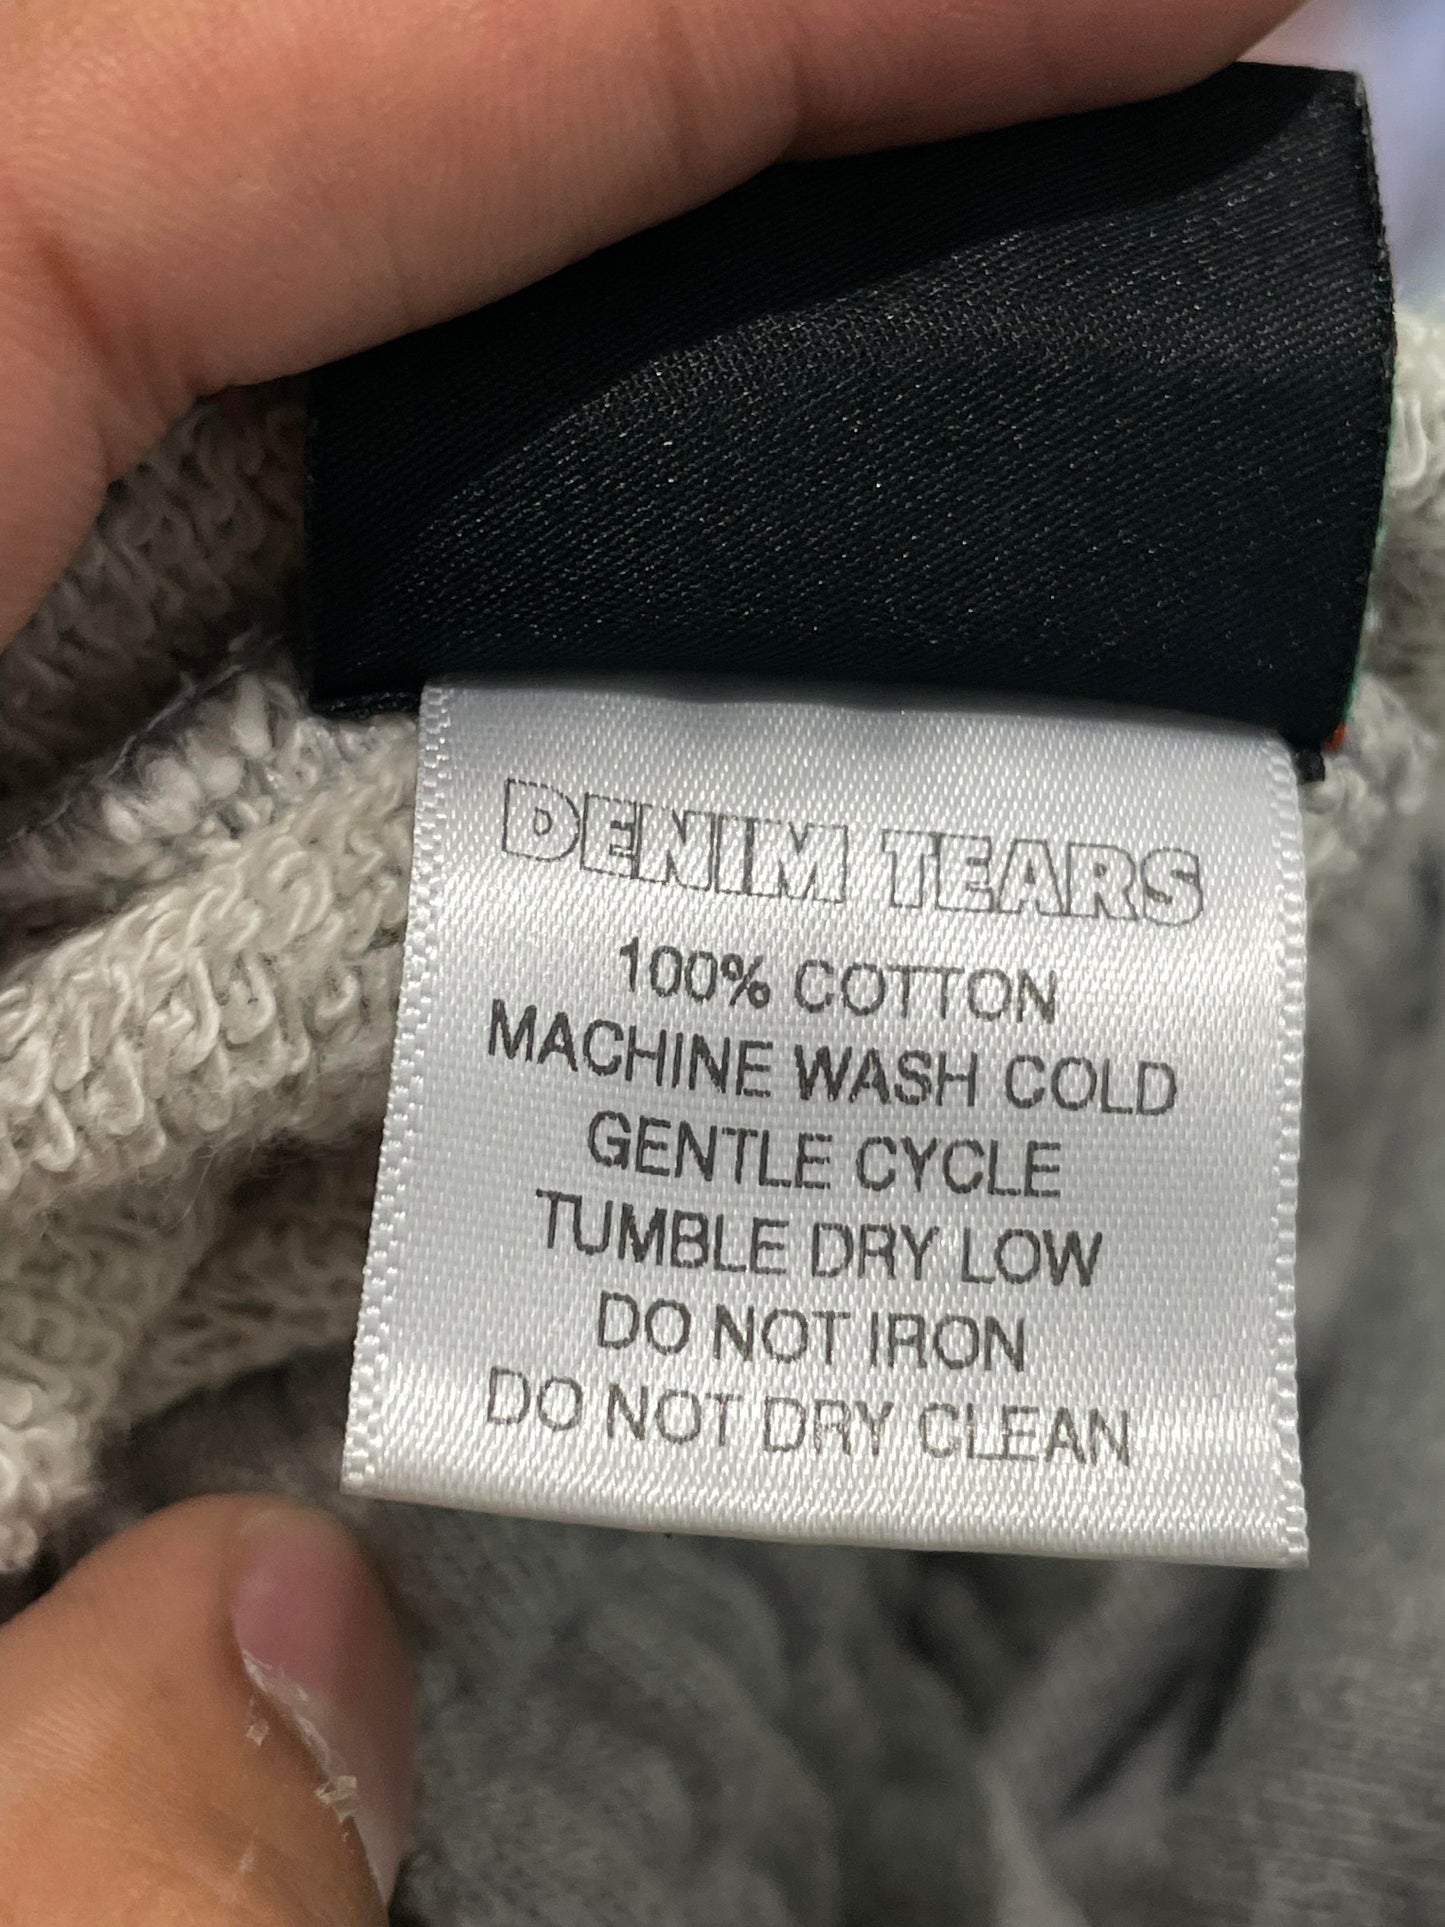 DENIM TEARS
100% COTTON
MACHINE WASH COLD
GENTLE CYCLE
TUMBLE DRY LOW
DO NOT IRON
DO NOT DRY CLEAN